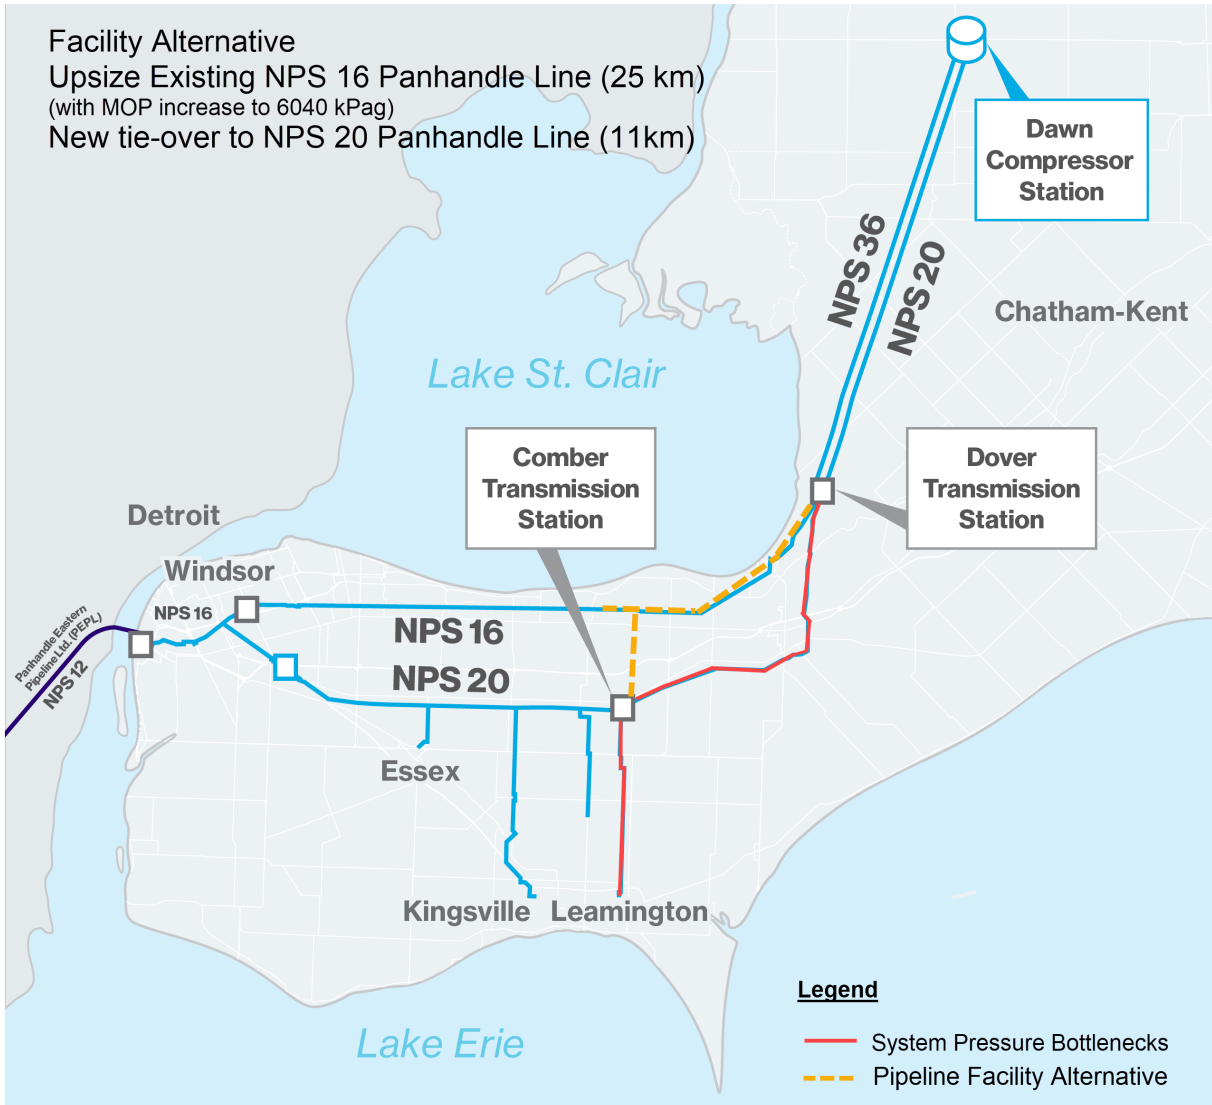 Facility Alternative
Upsize Existing NPS 16 Panhandle Line (25 km)
(with MOP increase to 6040 kPag)
New tie-over to NPS 20 Panhandle Line (11km)
Dawn
Compressor
Station
NPS 36
NPS 20
Chatham-Kent
Lake St. Clair
Comber
Transmission
Station
Dover
Transmission
Station
Detroit
Windsor
NPS 16
Panhandle Eastern
Pipeline Ltd. (PEPL)
NPS 12
NPS 16
NPS 20
Essex
Kingsville
Leamington
Lake Erie
Legend
System Pressure Bottlenecks
Pipeline Facility Alternative